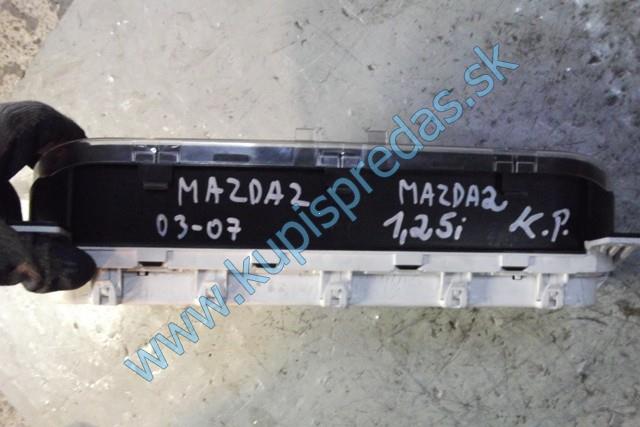 MAZDA2
03-07
MAZDA2
1,25i K.P.
www.kupispredas.sk